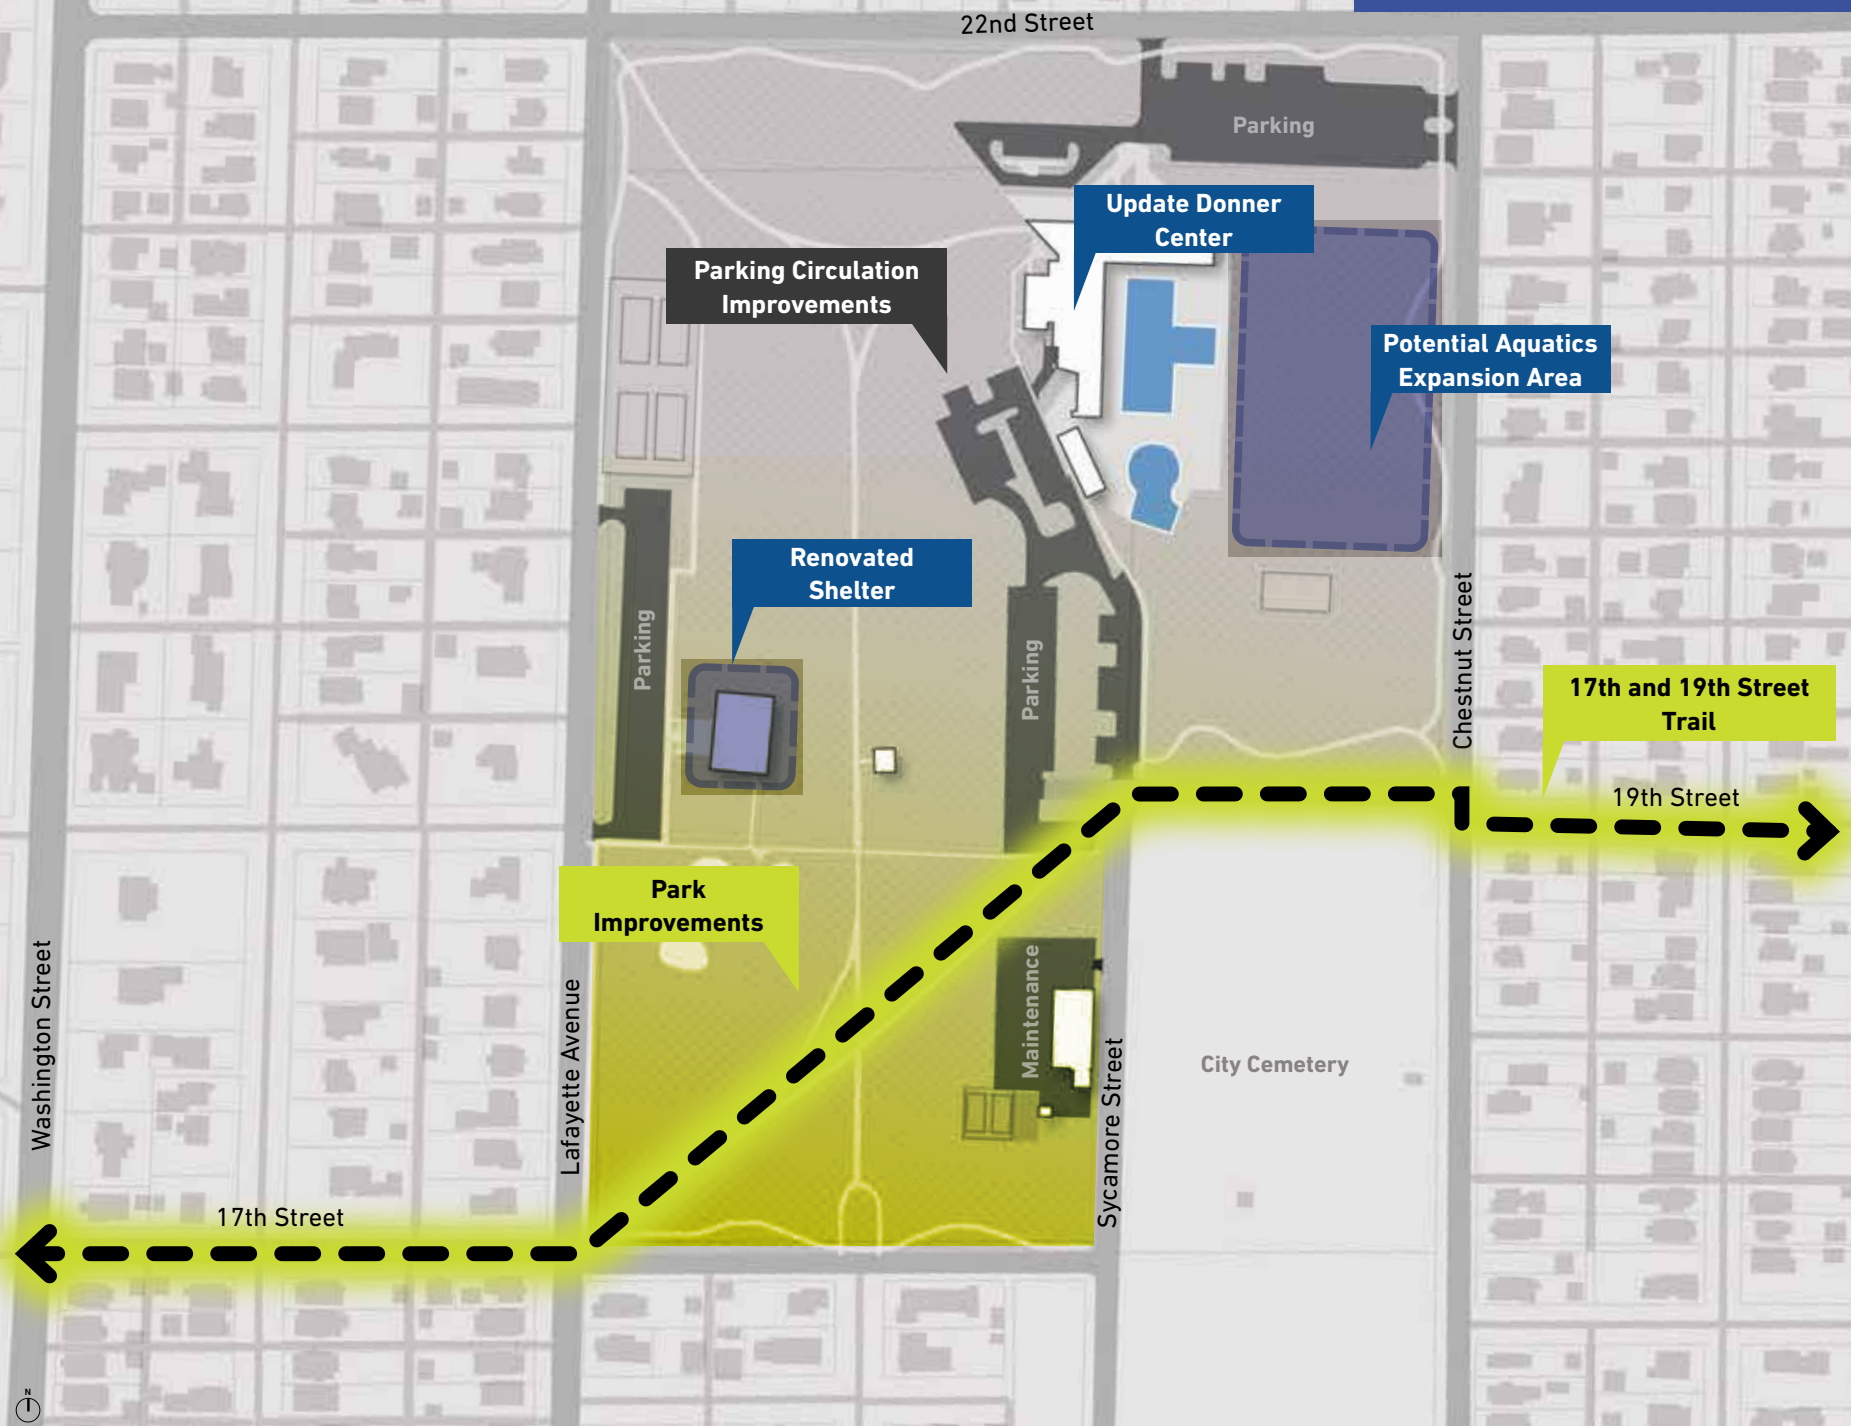 22nd Street
Parking
Update Donner
Center
Parking Circulation
Improvements
Potential Aquatics
Expansion Area
Renovated
Shelter
Parking
Parking
Chestnut Street
17th and 19th Street
Trail
19th Street
Park
Improvements
Maintenance
Washington Street
Lafayette Avenue
Sycamore Street
City Cemetery
17th Street
N